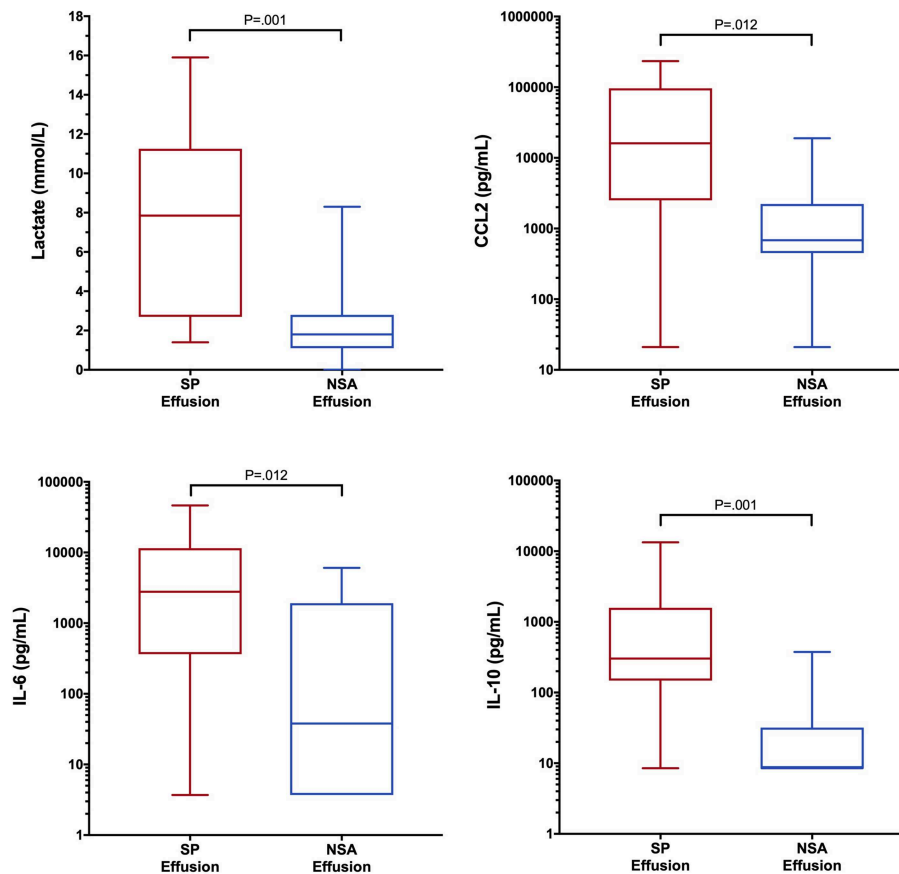 P=.001
18
16
14
12
10
8
6
4
2
0
Lactate (mmol/L)
SP
Effusion
NSA
Effusion
P=.012
1000000
100000
10000
1000
100
10
CCL2 (pg/mL)
SP
Effusion
NSA
Effusion
P=.012
100000
10000
1000
100
10
1
IL-6 (pg/mL)
SP
Effusion
NSA
Effusion
P=.001
100000
10000
1000
100
10
1
IL-10 (pg/mL)
SP
Effusion
NSA
Effusion